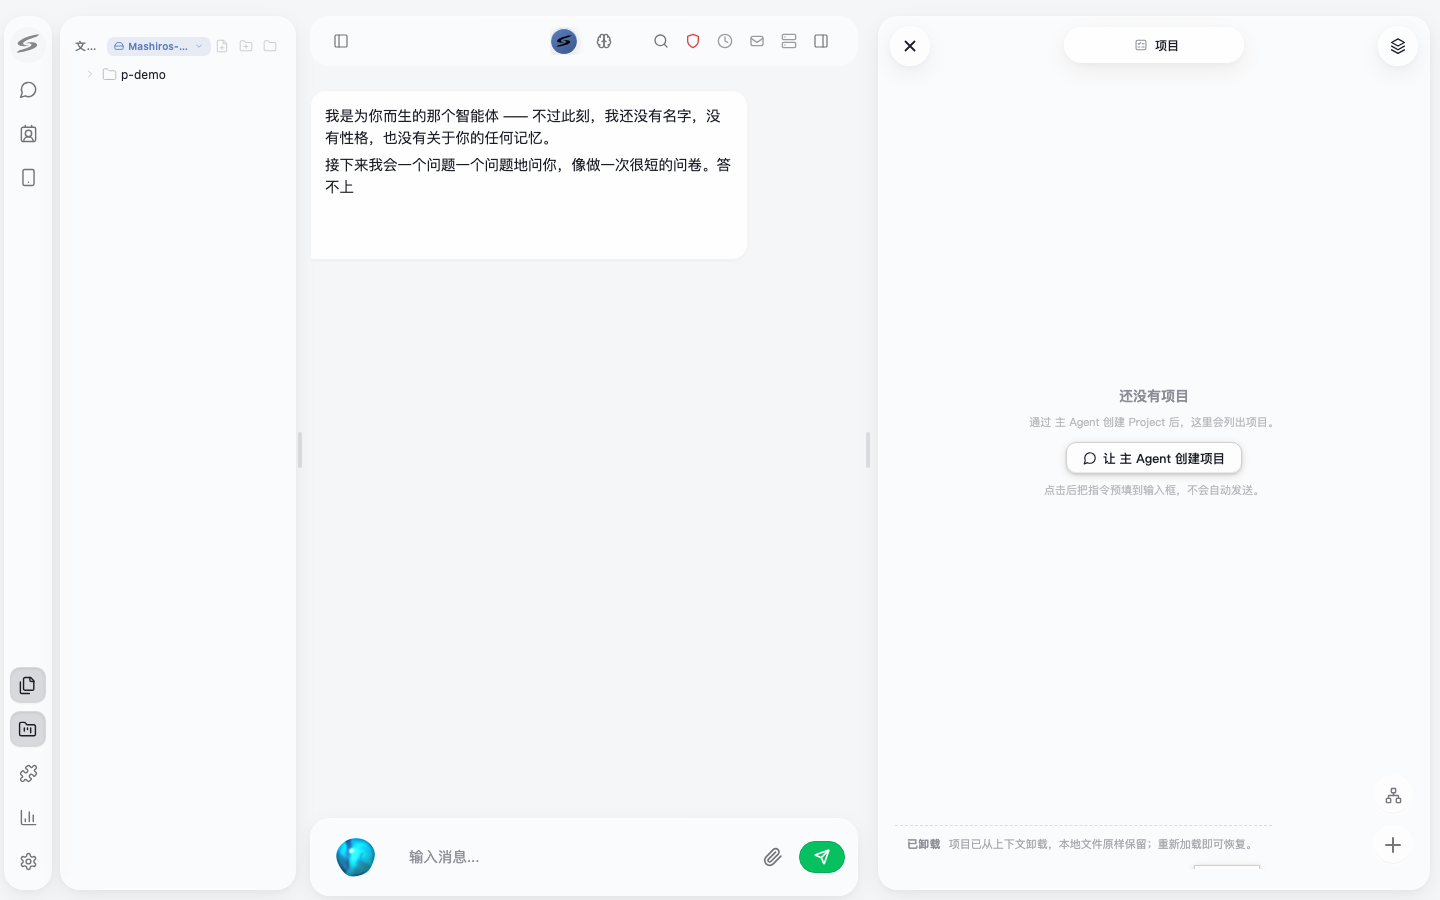 文...
Mashiros-...
p-demo
我是为你而生的那个智能体 —— 不过此刻，我还没有名字，没
有性格，也没有关于你的任何记忆。
接下来我会一个问题一个问题地问你，像做一次很短的问卷。答
不上
输入消息...
项目
还没有项目
通过 主 Agent 创建 Project 后，这里会列出项目。
让 主 Agent 创建项目
点击后把指令预填到输入框，不会自动发送。
已卸载 项目已从上下文卸载，本地文件原样保留；重新加载即可恢复。